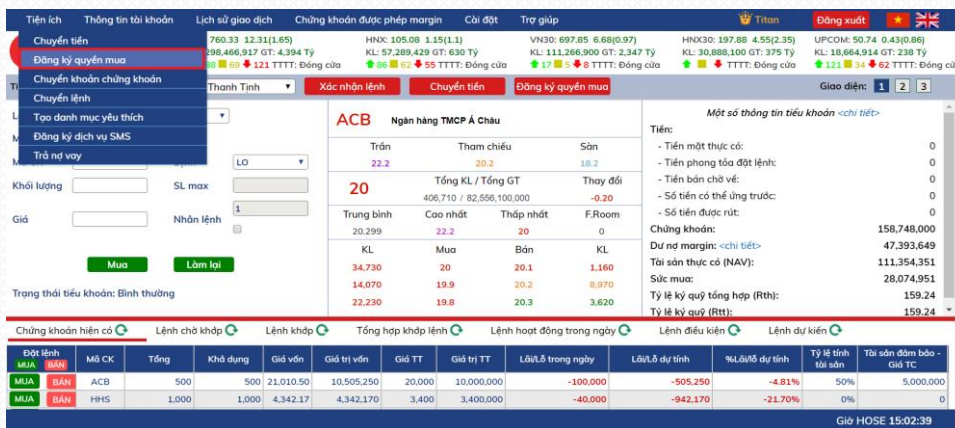 Tiện ích Thông tin tài khoản Lịch sử giao dịch Chứng khoán được phép margin Cài đặt Trợ giúp Titan Đăng xuất
Chuyển tiền
Đăng ký quyền mua
Chuyển khoản chứng khoán
Chuyển lệnh
Tạo danh mục yêu thích
Đăng ký dịch vụ SMS
Trả nợ vay
760.33 12.31(1.65) HNX: 105.08 1.15(1.1) VN30: 697.85 6.68(0.97) HNX30: 197.88 4.55(2.35) UPCOM: 50.74 0.43(0.86)
298,466,917 GT: 4,394 Tỷ KL: 57,289,429 GT: 630 Tỷ KL: 111,266,900 GT: 2,347 Tỷ KL: 30,888,100 GT: 375 Tỷ KL: 18,664,914 GT: 238 Tỷ
69 121 TTTT: Đóng cửa 86 62 55 TTTT: Đóng cửa 17 5 8 TTTT: Đóng cửa TTTT: Đóng cửa 121 34 62 TTTT: Đóng cử
Thanh Tịnh Xác nhận lệnh Chuyển tiền Đăng ký quyền mua Giao diện: 1 2 3
LO
Khối lượng SL max
Giá Nhân lệnh 1
Mua Làm lại
Trạng thái tiểu khoản: Bình thường
ACB Ngân hàng TMCP Á Châu
Trần Tham chiếu Sàn
22.2 20.2 18.2
20 Tổng KL / Tổng GT Thay đổi
406,710 / 82,556,100,000 -0.20
Trung bình Cao nhất Thấp nhất F.Room
20.299 22.2 20 0
KL Mua Bán KL
34,730 20 20.1 1,160
14,070 19.9 20.2 8,970
22,230 19.8 20.3 3,620
Một số thông tin tiểu khoản <chi tiết>
Tiền:
- Tiền mặt thực có: 0
- Tiền phong tỏa đặt lệnh: 0
- Tiền bán chờ về: 0
- Số tiền có thể ứng trước: 0
- Số tiền được rút: 0
Chứng khoán: 158,748,000
Dư nợ margin: <chi tiết> 47,393,649
Tài sản thực có (NAV): 111,354,351
Sức mua: 28,074,951
Tỷ lệ ký quỹ tổng hợp (Rth): 159.24
Tỷ lệ ký quỹ (Rtt): 159.24
Chứng khoán hiện có Lệnh chờ khớp Lệnh khớp Tổng hợp khớp lệnh Lệnh hoạt động trong ngày Lệnh điều kiện Lệnh dự kiến
Đặt lệnh MUA BÁN Mã CK Tổng Khả dụng Giá vốn Giá trị vốn Giá TT Giá trị TT Lãi/Lỗ trong ngày Lãi/Lỗ dự tính %Lãi/lỗ dự tính Tỷ lệ tính tài sản Tài sản đảm bảo - Giá TC
MUA BÁN ACB 500 500 21,010.50 10,505,250 20,000 10,000,000 -100,000 -505,250 -4.81% 50% 5,000,000
MUA BÁN HHS 1,000 1,000 4,342.17 4,342,170 3,400 3,400,000 -40,000 -942,170 -21.70% 0% 0
Giờ HOSE 15:02:39